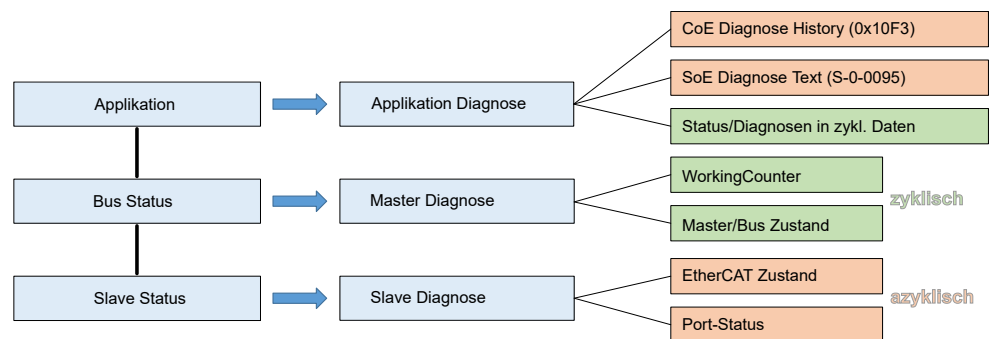 CoE Diagnose History (0x10F3)
SoE Diagnose Text (S-0-0095)
Applikation
Applikation Diagnose
Status/Diagnosen in zykl. Daten
WorkingCounter
Bus Status
Master Diagnose
zyklisch
Master/Bus Zustand
EtherCAT Zustand
Slave Status
Slave Diagnose
azyklisch
Port-Status